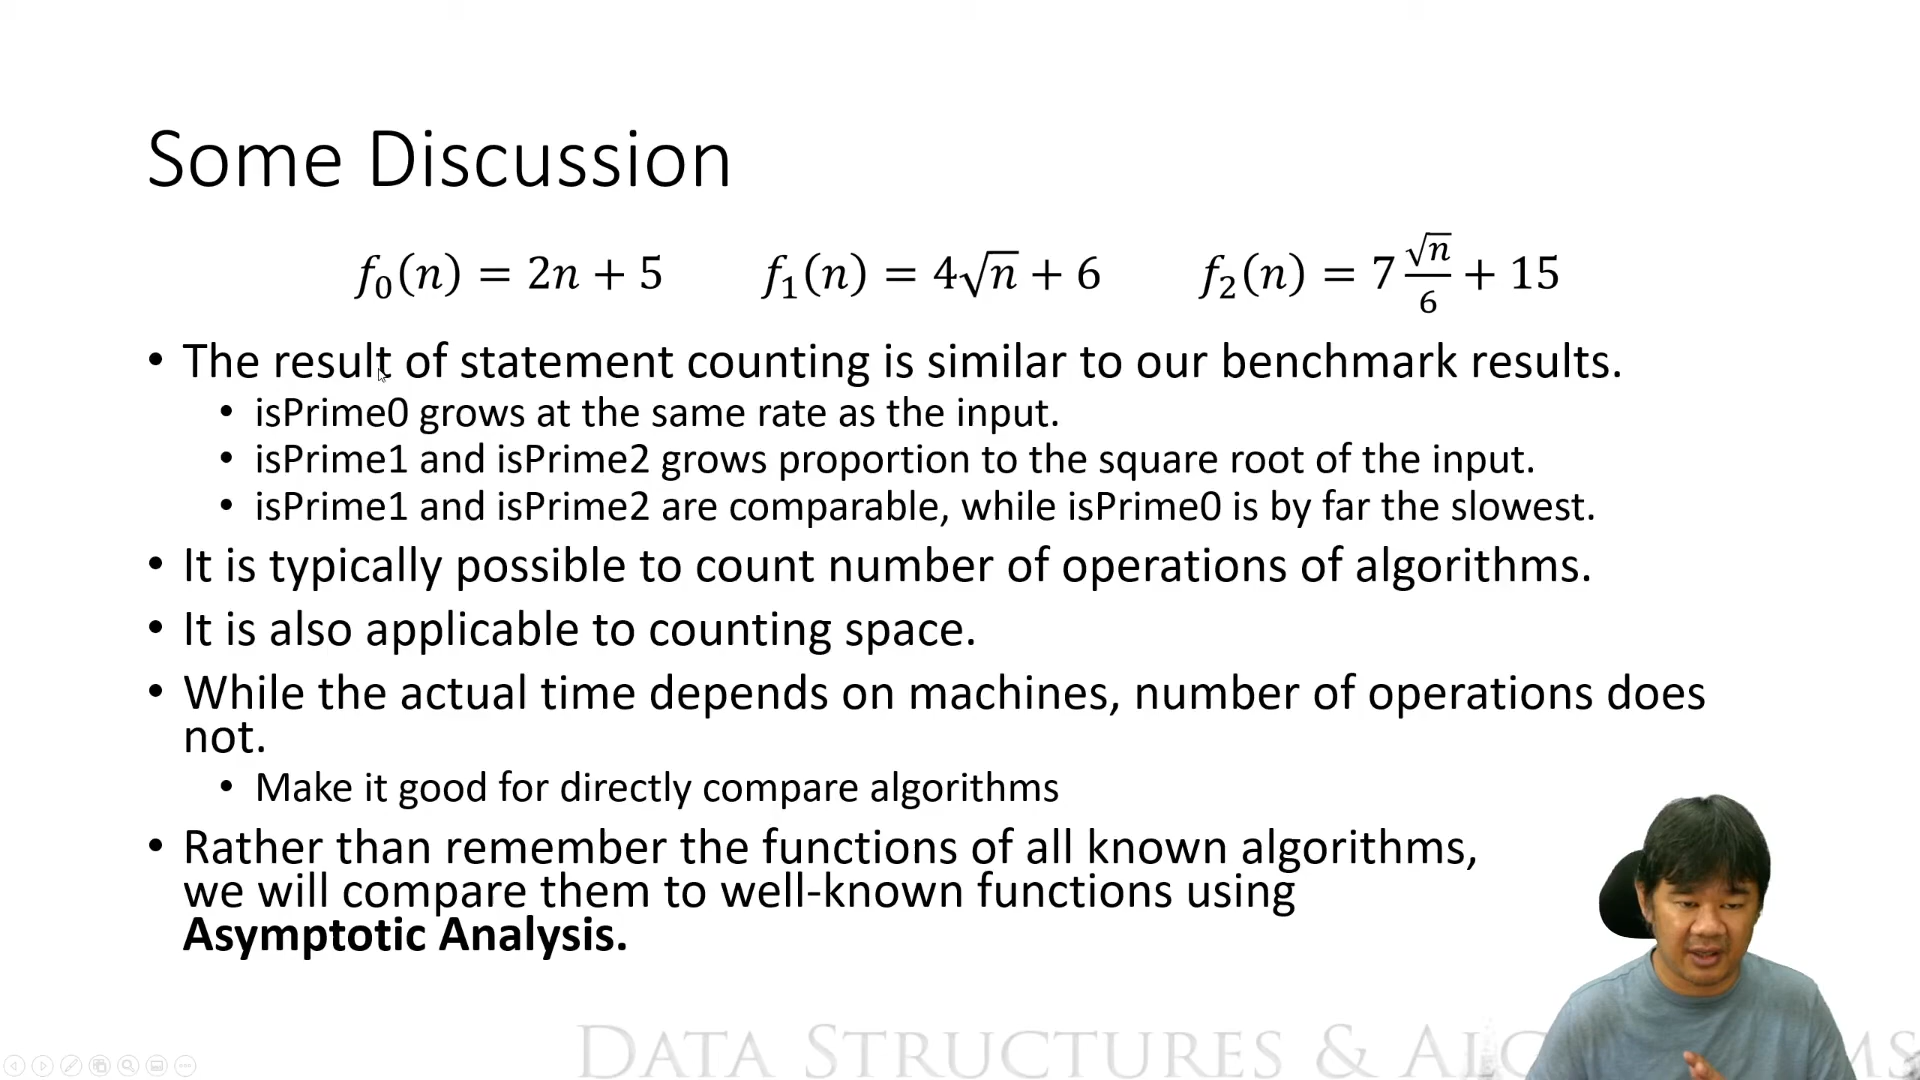 Some Discussion
f₀(n) = 2n + 5 f₁(n) = 4√n + 6 f₂(n) = 7 √n/6 + 15
• The result of statement counting is similar to our benchmark results.
• isPrime0 grows at the same rate as the input.
• isPrime1 and isPrime2 grows proportion to the square root of the input.
• isPrime1 and isPrime2 are comparable, while isPrime0 is by far the slowest.
• It is typically possible to count number of operations of algorithms.
• It is also applicable to counting space.
• While the actual time depends on machines, number of operations does
not.
• Make it good for directly compare algorithms
• Rather than remember the functions of all known algorithms,
we will compare them to well-known functions using
Asymptotic Analysis.
DATA STRUCTURES &